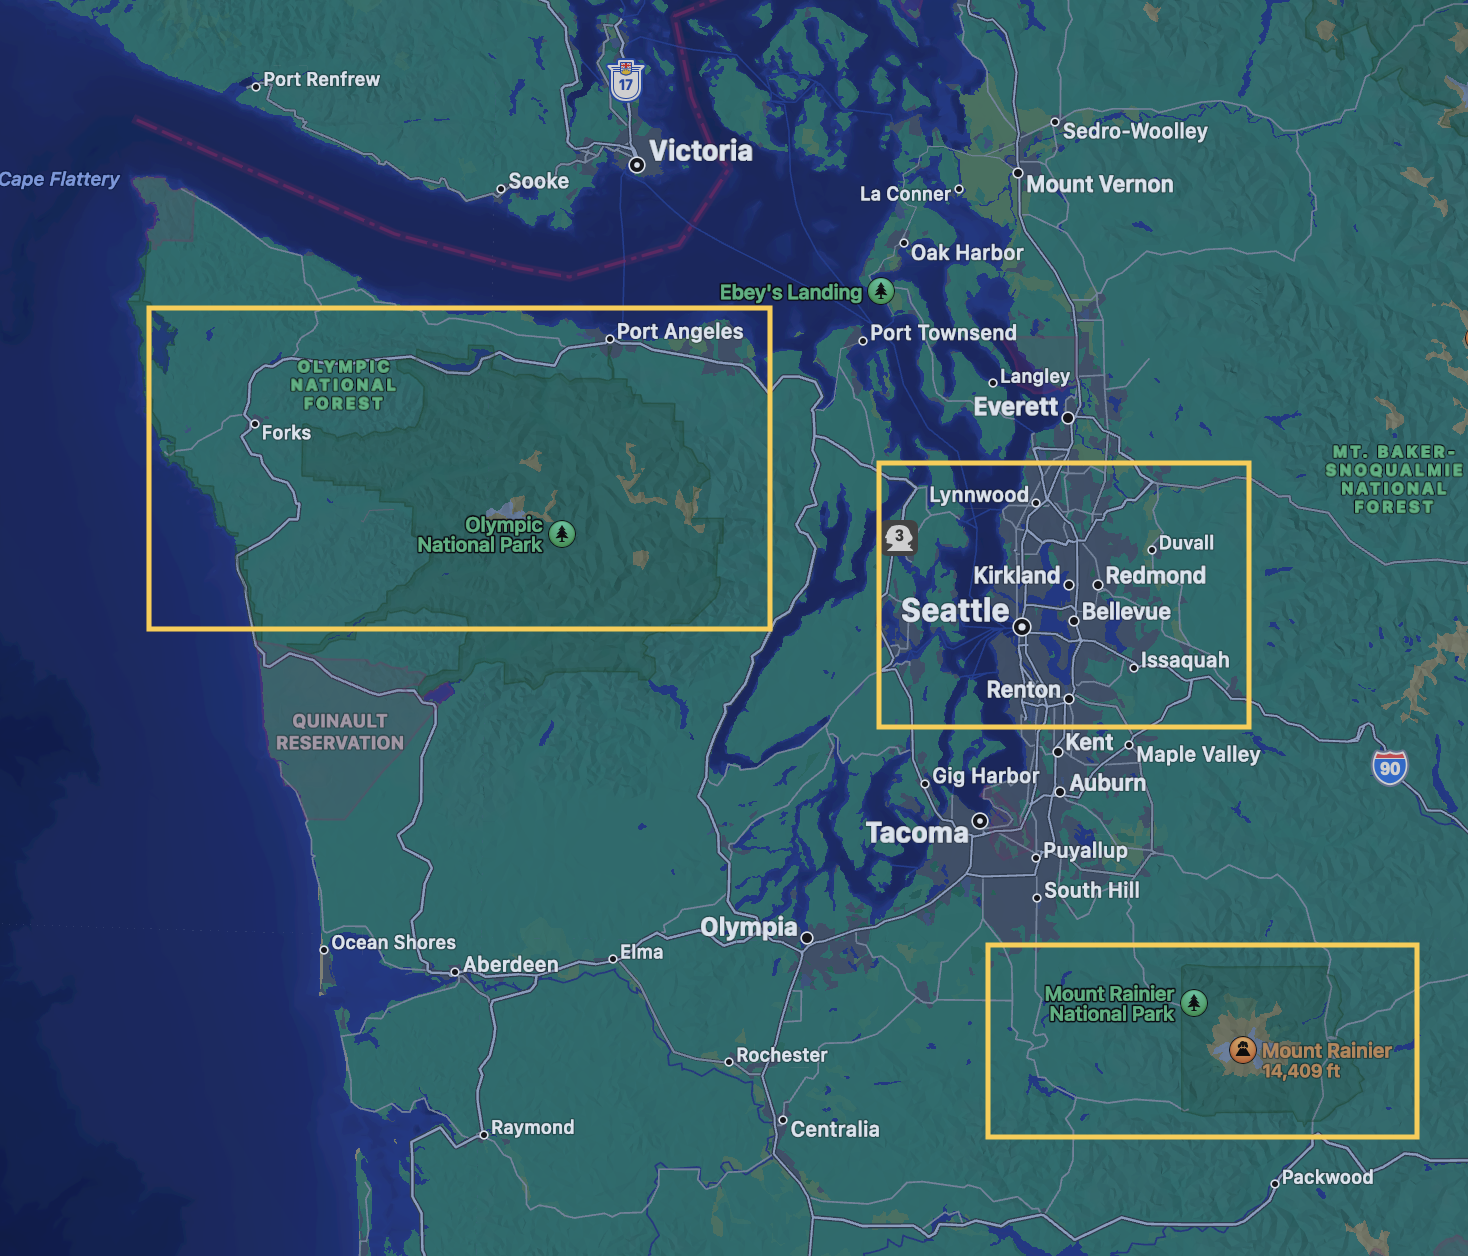 Port Renfrew
17
Victoria
Sedro-Woolley
Cape Flattery
Sooke
La Conner
Mount Vernon
Oak Harbor
Ebey's Landing
Port Angeles
Port Townsend
OLYMPIC
NATIONAL
FOREST
Langley
Everett
Forks
MT. BAKER-
SNOQUALMIE
NATIONAL
FOREST
Lynnwood
Olympic
National Park
3
Duvall
Kirkland
Redmond
Seattle
Bellevue
Issaquah
Renton
QUINAULT
RESERVATION
Kent
Maple Valley
90
Gig Harbor
Auburn
Tacoma
Puyallup
South Hill
Olympia
Ocean Shores
Aberdeen
Elma
Mount Rainier
National Park
Mount Rainier
14,409 ft
Rochester
Raymond
Centralia
Packwood